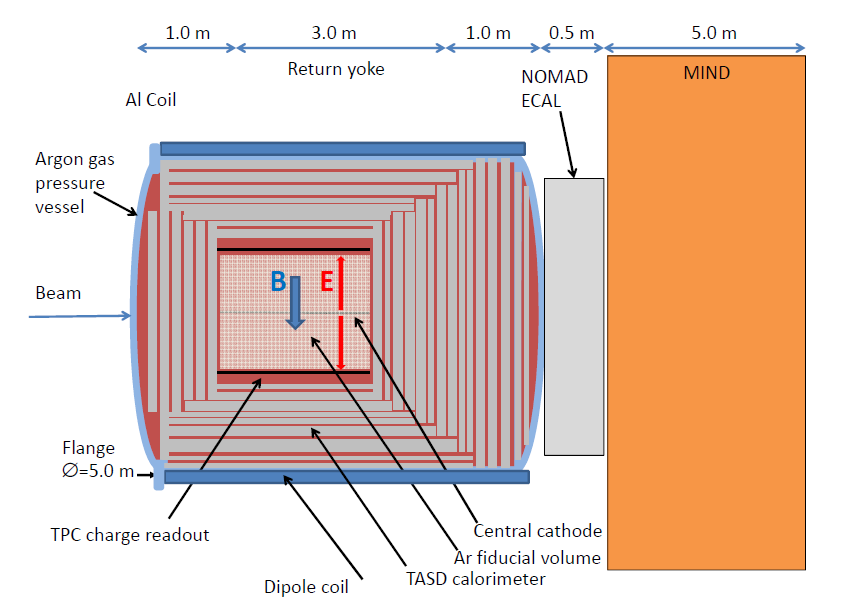 1.0 m
3.0 m
1.0 m
0.5 m
5.0 m
Return yoke
NOMAD
ECAL
MIND
Al Coil
Argon gas
pressure
vessel
B
E
Beam
Flange
∅=5.0 m
TPC charge readout
Central cathode
Ar fiducial volume
TASD calorimeter
Dipole coil